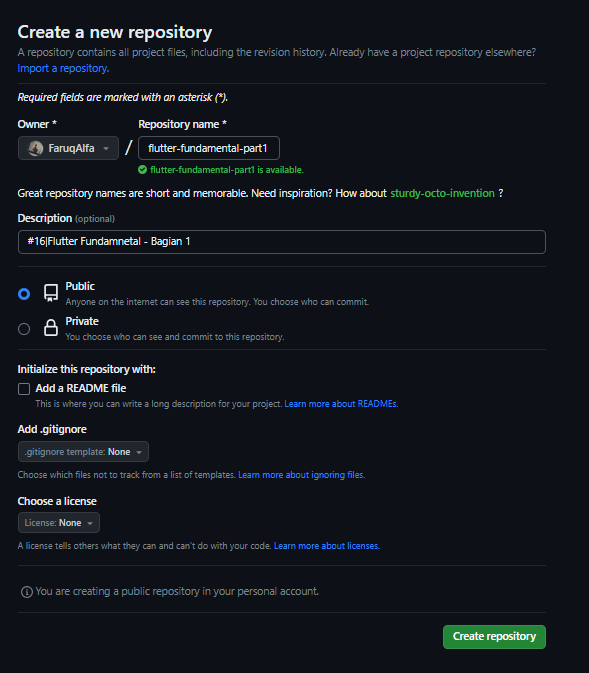 Create a new repository
A repository contains all project files, including the revision history. Already have a project repository elsewhere?
Import a repository.
Required fields are marked with an asterisk (*).
Owner * Repository name *
FaruqAlfa / flutter-fundamental-part1
flutter-fundamental-part1 is available.
Great repository names are short and memorable. Need inspiration? How about sturdy-octo-invention ?
Description (optional)
#16|Flutter Fundamnetal - Bagian 1
Public
Anyone on the internet can see this repository. You choose who can commit.
Private
You choose who can see and commit to this repository.
Initialize this repository with:
Add a README file
This is where you can write a long description for your project. Learn more about READMEs.
Add .gitignore
.gitignore template: None
Choose which files not to track from a list of templates. Learn more about ignoring files.
Choose a license
License: None
A license tells others what they can and can't do with your code. Learn more about licenses.
You are creating a public repository in your personal account.
Create repository